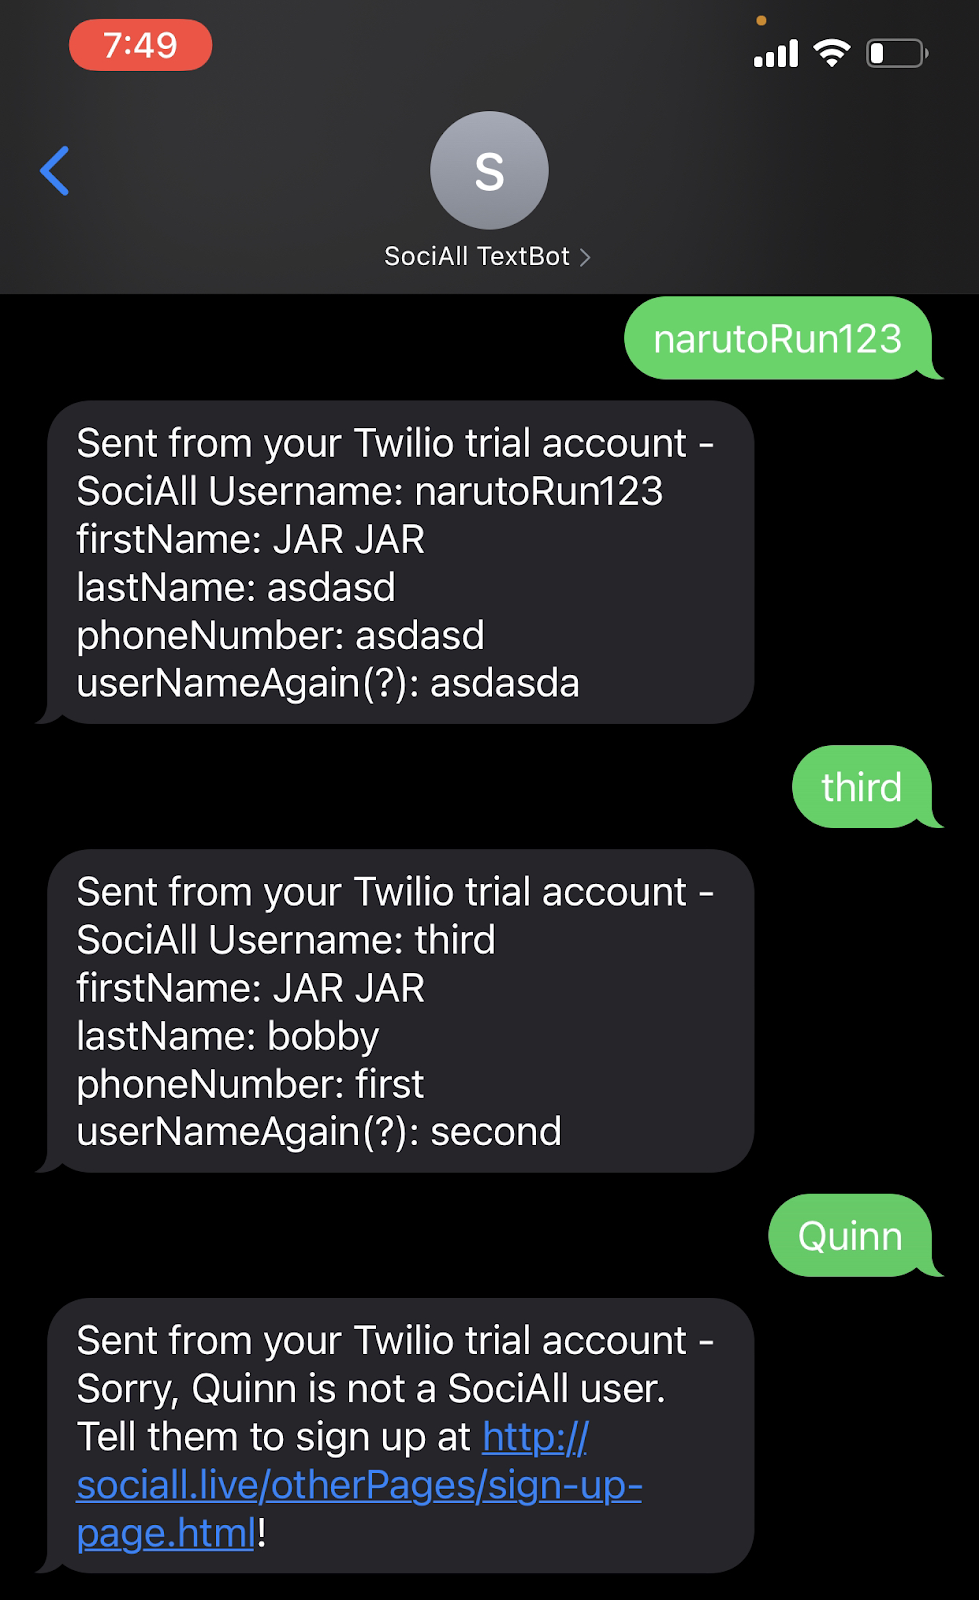 7:49
S
SociAll TextBot
narutoRun123
Sent from your Twilio trial account -
SociAll Username: narutoRun123
firstName: JAR JAR
lastName: asdasd
phoneNumber: asdasd
userNameAgain(?): asdasda
third
Sent from your Twilio trial account -
SociAll Username: third
firstName: JAR JAR
lastName: bobby
phoneNumber: first
userNameAgain(?): second
Quinn
Sent from your Twilio trial account -
Sorry, Quinn is not a SociAll user.
Tell them to sign up at http://
sociall.live/otherPages/sign-up-
page.html!